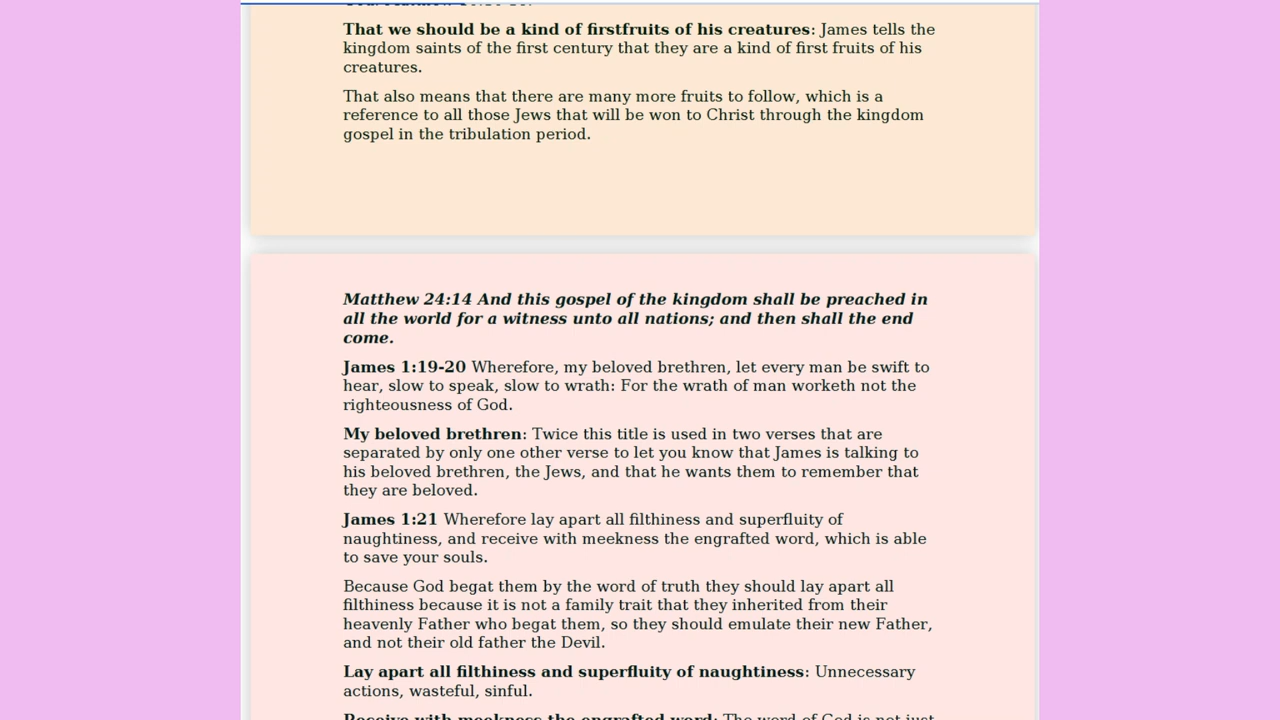 That we should be a kind of firstfruits of his creatures: James tells the
kingdom saints of the first century that they are a kind of first fruits of his
creatures.
That also means that there are many more fruits to follow, which is a
reference to all those Jews that will be won to Christ through the kingdom
gospel in the tribulation period.
Matthew 24:14 And this gospel of the kingdom shall be preached in
all the world for a witness unto all nations; and then shall the end
come.
James 1:19-20 Wherefore, my beloved brethren, let every man be swift to
hear, slow to speak, slow to wrath: For the wrath of man worketh not the
righteousness of God.
My beloved brethren: Twice this title is used in two verses that are
separated by only one other verse to let you know that James is talking to
his beloved brethren, the Jews, and that he wants them to remember that
they are beloved.
James 1:21 Wherefore lay apart all filthiness and superfluity of
naughtiness, and receive with meekness the engrafted word, which is able
to save your souls.
Because God begat them by the word of truth they should lay apart all
filthiness because it is not a family trait that they inherited from their
heavenly Father who begat them, so they should emulate their new Father,
and not their old father the Devil.
Lay apart all filthiness and superfluity of naughtiness: Unnecessary
actions, wasteful, sinful.
Receive with meekness the engrafted word: The word of God is not just